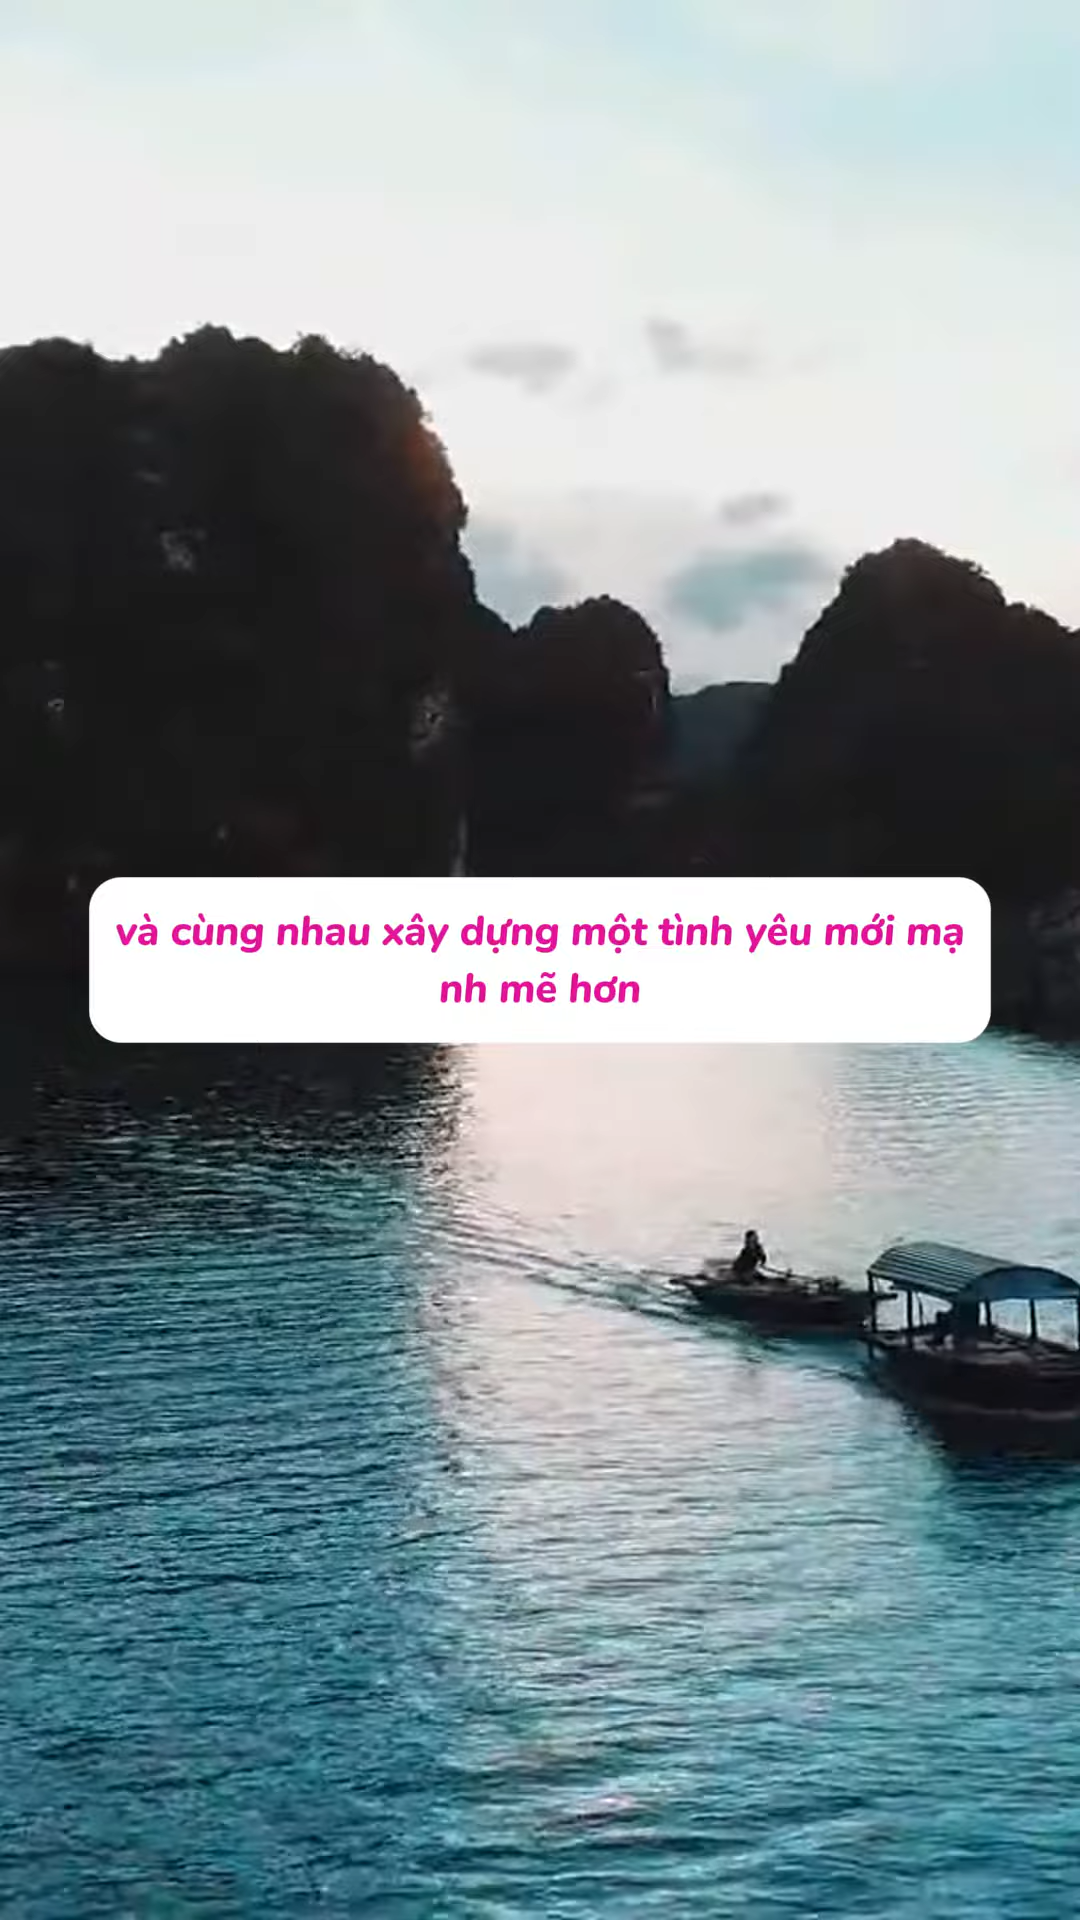 và cùng nhau xây dựng một tình yêu mới mạ
nh mẽ hơn